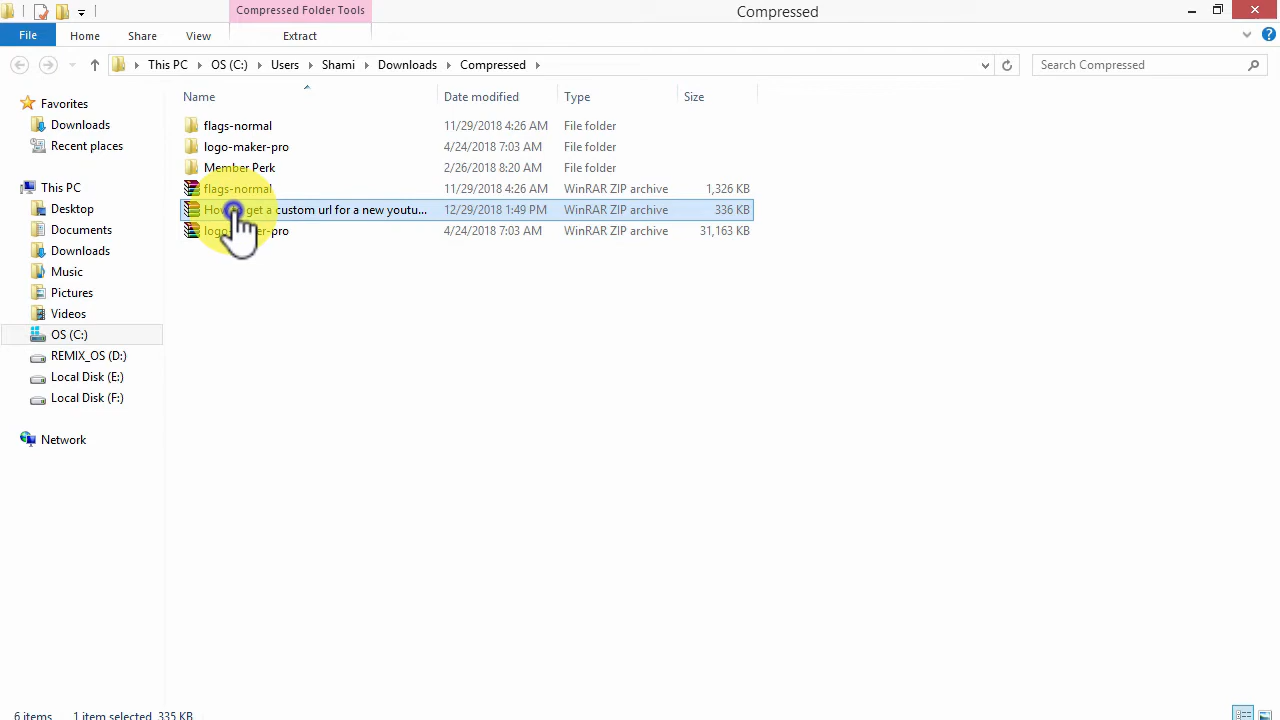 Compressed Folder Tools
Compressed
File Home Share View Extract
This PC OS (C:) Users Shami Downloads Compressed
Search Compressed
Name Date modified Type Size
Favorites
Downloads
Recent places
This PC
Desktop
Documents
Downloads
Music
Pictures
Videos
OS (C:)
REMIX_OS (D:)
Local Disk (E:)
Local Disk (F:)
Network
flags-normal 11/29/2018 4:26 AM File folder
logo-maker-pro 4/24/2018 7:03 AM File folder
Member Perk 2/26/2018 8:20 AM File folder
flags-normal 11/29/2018 4:26 AM WinRAR ZIP archive 1,326 KB
How to get a custom url for a new youtu... 12/29/2018 1:49 PM WinRAR ZIP archive 336 KB
logo-maker-pro 4/24/2018 7:03 AM WinRAR ZIP archive 31,163 KB
6 items 1 item selected 335 KB